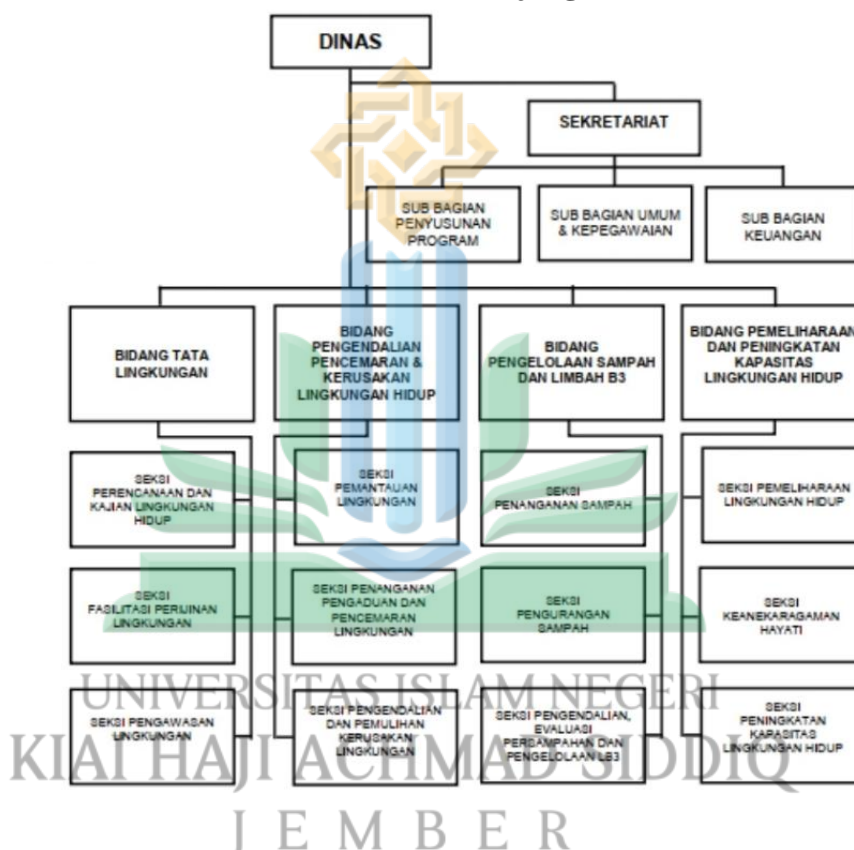 DINAS
SEKRETARIAT
SUB BAGIAN
PENYUSUNAN
PROGRAM
SUB BAGIAN UMUM
& KEPEGAWAIAN
SUB BAGIAN
KEUANGAN
BIDANG TATA
LINGKUNGAN
BIDANG
PENGENDALIAN
PENCEMARAN &
KERUSAKAN
LINGKUNGAN HIDUP
BIDANG
PENGELOLAAN SAMPAH
DAN LIMBAH B3
BIDANG PEMELIHARAAN
DAN PENINGKATAN
KAPASITAS
LINGKUNGAN HIDUP
SEKSI
PERENCANAAN DAN
KAJIAN LINGKUNGAN
HIDUP
SEKSI
PEMANTAUAN
LINGKUNGAN
SEKSI
PENANGANAN SAMPAH
SEKSI PEMELIHARAAN
LINGKUNGAN HIDUP
SEKSI
FASILITASI PERIJINAN
LINGKUNGAN
SEKSI PENANGANAN
PENGADUAN DAN
PENCEMARAN
LINGKUNGAN
SEKSI
PENGURANGAN
SAMPAH
SEKSI
KEANEKARAGAMAN
HAYATI
SEKSI PENGAWASAN
LINGKUNGAN
SEKSI PENGENDALIAN
DAN PEMULIHAN
KERUSAKAN
LINGKUNGAN
SEKSI PENGENDALIAN,
EVALUASI
PERSAMPAHAN DAN
PENGELOLAAN LB3
SEKSI
PENINGKATAN
KAPASITAS
LINGKUNGAN HIDUP
UNIVERSITAS ISLAM NEGERI
KIAI HAJI ACHMAD SIDDIQ
JEMBER